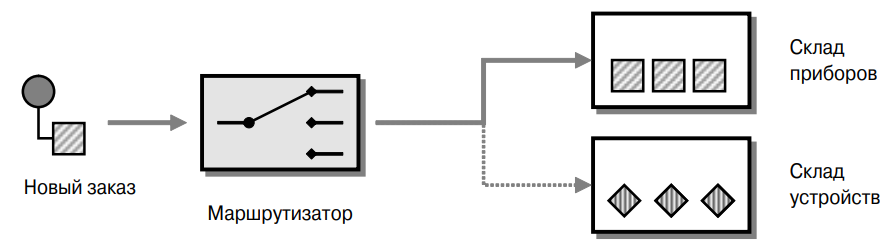 Новый заказ
Маршрутизатор
Склад
приборов
Склад
устройств